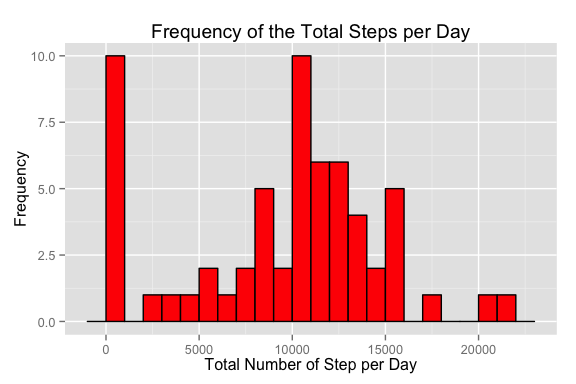 Frequency of the Total Steps per Day
10.0
7.5
5.0
2.5
0.0
Frequency
0 5000 10000 15000 20000
Total Number of Step per Day